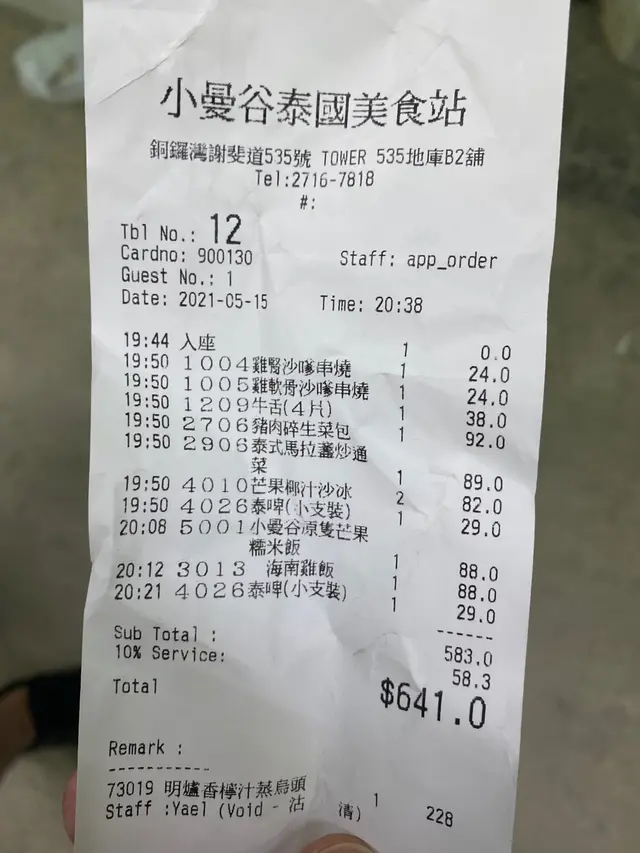 小曼谷泰國美食站
銅鑼灣謝斐道535號 TOWER 535地庫B2舖
Tel:2716-7818
#:
Tbl No.: 12
Cardno: 900130 Staff: app_order
Guest No.: 1
Date: 2021-05-15 Time: 20:38
19:44 入座 1 0.0
19:50 1004雞腎沙嗲串燒 1 24.0
19:50 1005雞軟骨沙嗲串燒 1 24.0
19:50 1209牛舌(4片) 1 38.0
19:50 2706豬肉碎生菜包 1 92.0
19:50 2906泰式馬拉盞炒通
菜 1 89.0
19:50 4010芒果椰汁沙冰 2 82.0
19:50 4026泰啤(小支裝) 1 29.0
20:08 5001小曼谷原隻芒果
糯米飯 1 88.0
20:12 3013 海南雞飯 1 88.0
20:21 4026泰啤(小支裝) 1 29.0
------
Sub Total : 583.0
10% Service: 58.3
Total $641.0
Remark :
-----------
73019 明爐香檸汁蒸烏頭 1 228
Staff :Yael (Void - 沽 清)